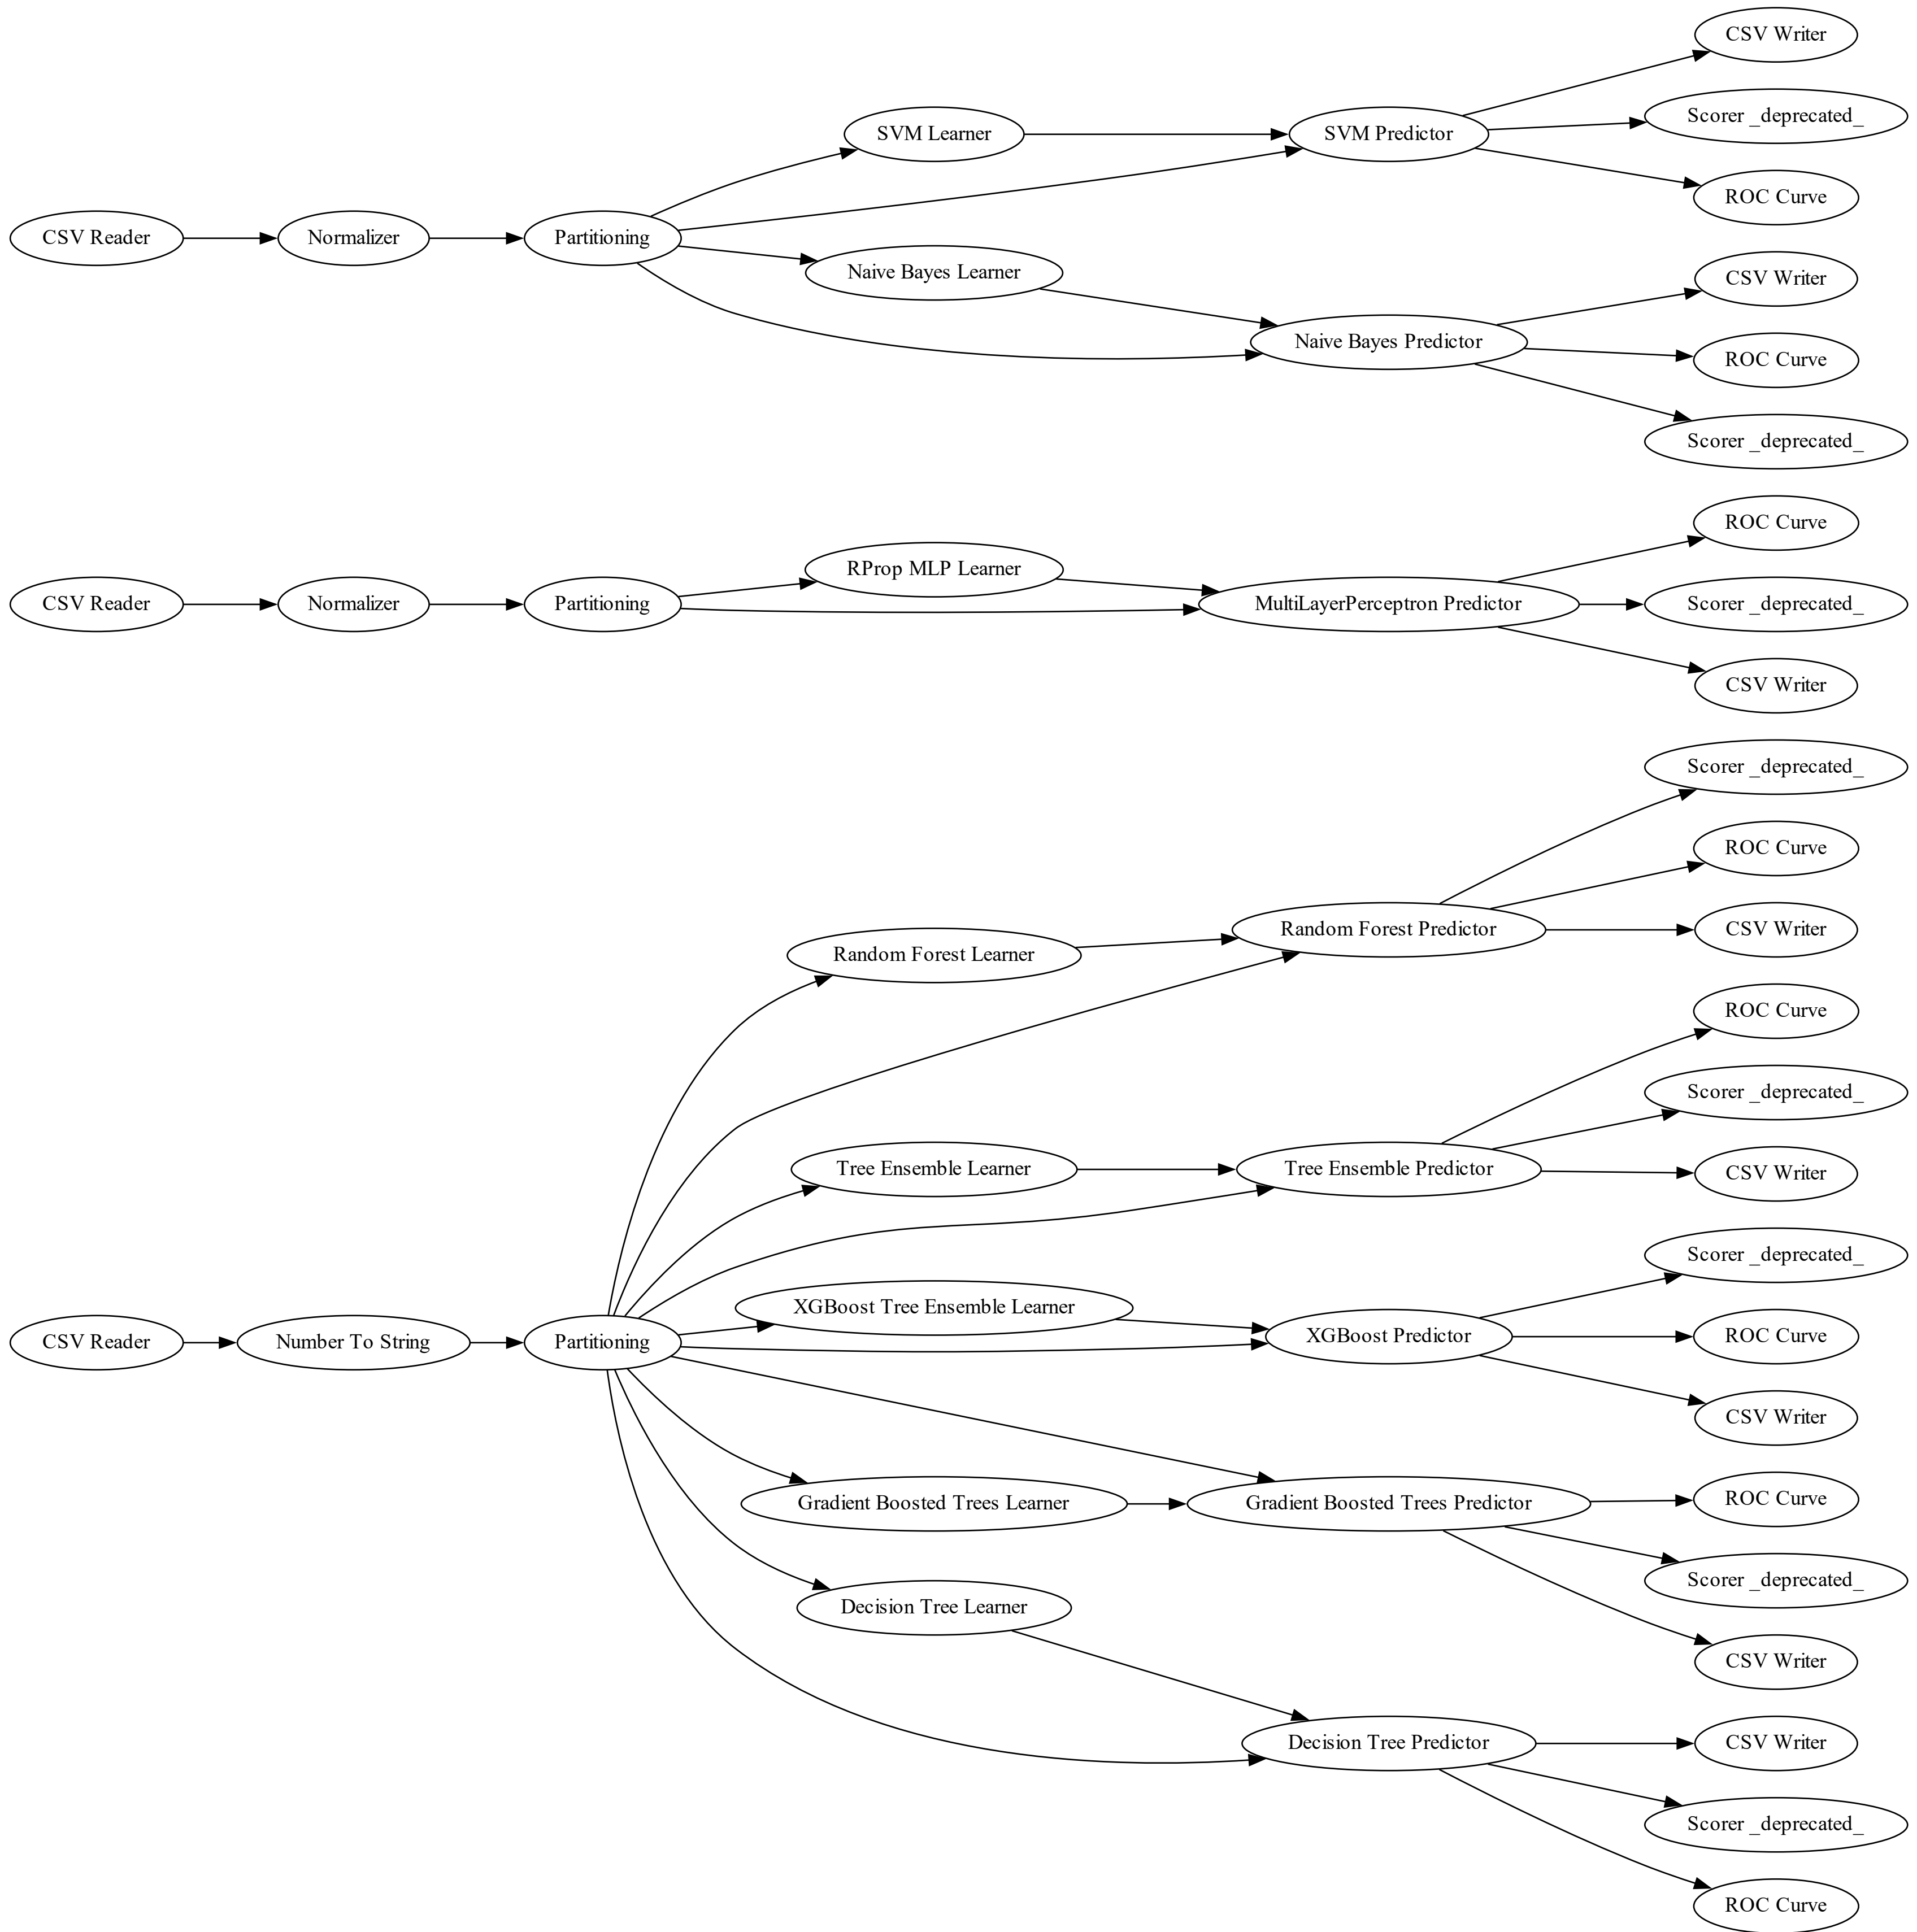 CSV Writer
SVM Learner
SVM Predictor
Scorer _deprecated_
ROC Curve
CSV Reader
Normalizer
Partitioning
Naive Bayes Learner
CSV Writer
Naive Bayes Predictor
ROC Curve
Scorer _deprecated_
ROC Curve
RProp MLP Learner
CSV Reader
Normalizer
Partitioning
MultiLayerPerceptron Predictor
Scorer _deprecated_
CSV Writer
Scorer _deprecated_
ROC Curve
Random Forest Learner
Random Forest Predictor
CSV Writer
ROC Curve
Scorer _deprecated_
Tree Ensemble Learner
Tree Ensemble Predictor
CSV Writer
Scorer _deprecated_
XGBoost Tree Ensemble Learner
CSV Reader
Number To String
Partitioning
XGBoost Predictor
ROC Curve
CSV Writer
Gradient Boosted Trees Learner
Gradient Boosted Trees Predictor
ROC Curve
Scorer _deprecated_
Decision Tree Learner
CSV Writer
Decision Tree Predictor
CSV Writer
Scorer _deprecated_
ROC Curve